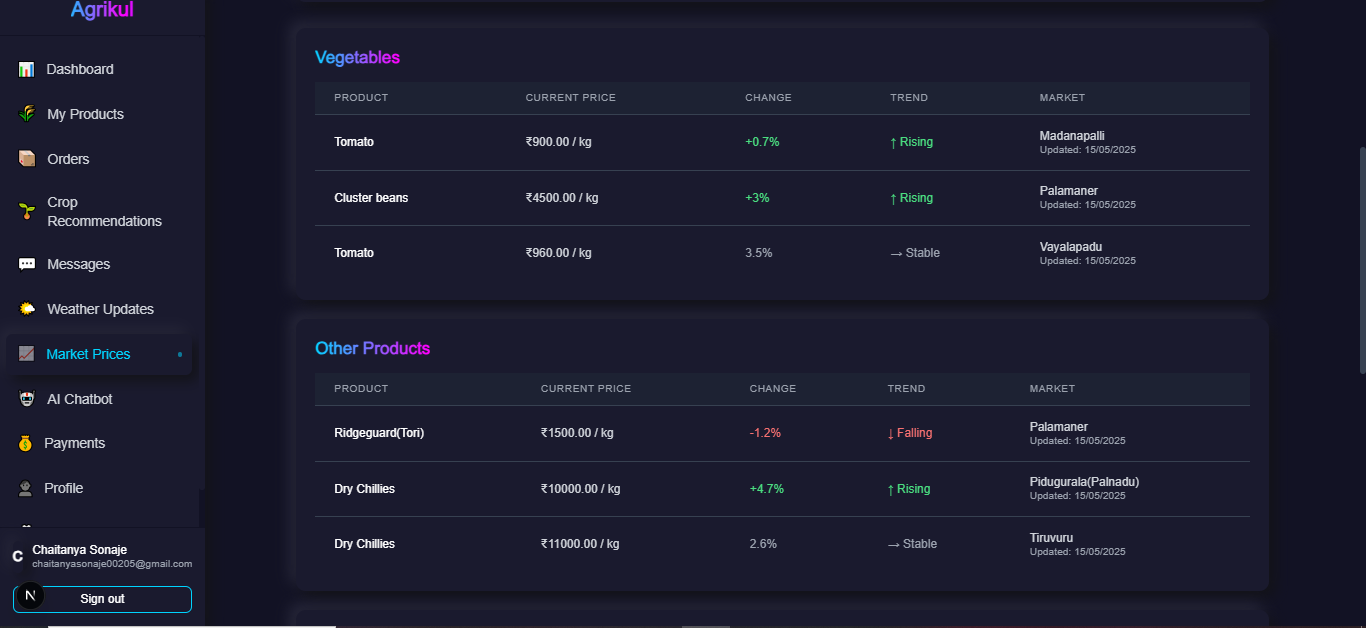 Agrikul
Dashboard
My Products
Orders
Crop
Recommendations
Messages
Weather Updates
Market Prices
AI Chatbot
Payments
Profile
C Chaitanya Sonaje
chaitanyasonaje00205@gmail.com
N Sign out
Vegetables
PRODUCT CURRENT PRICE CHANGE TREND MARKET
Tomato ₹900.00 / kg +0.7% ↑ Rising Madanapalli
Updated: 15/05/2025
Cluster beans ₹4500.00 / kg +3% ↑ Rising Palamaner
Updated: 15/05/2025
Tomato ₹960.00 / kg 3.5% → Stable Vayalapadu
Updated: 15/05/2025
Other Products
PRODUCT CURRENT PRICE CHANGE TREND MARKET
Ridgeguard(Tori) ₹1500.00 / kg -1.2% ↓ Falling Palamaner
Updated: 15/05/2025
Dry Chillies ₹10000.00 / kg +4.7% ↑ Rising Pidugurala(Palnadu)
Updated: 15/05/2025
Dry Chillies ₹11000.00 / kg 2.6% → Stable Tiruvuru
Updated: 15/05/2025